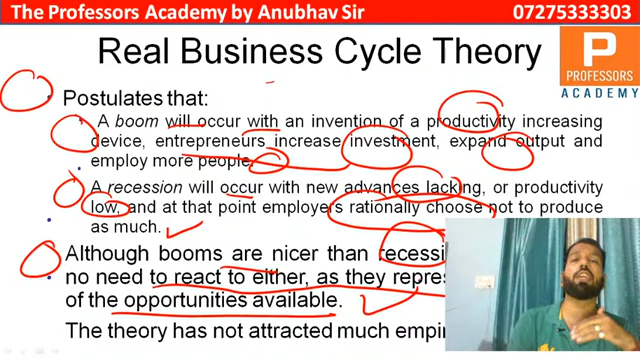 The Professors Academy by Anubhav Sir 07275333303
Real Business Cycle Theory
P
PROFESSORS
ACADEMY
Postulates that:
A boom will occur with an invention of a productivity increasing
device, entrepreneurs increase investment, expand output and
employ more people.
A recession will occur with new advances lacking, or productivity
low, and at that point employers rationally choose not to produce
as much.
Although booms are nicer than
no need to react to either, as they
of the opportunities available.
The theory has not attracted much